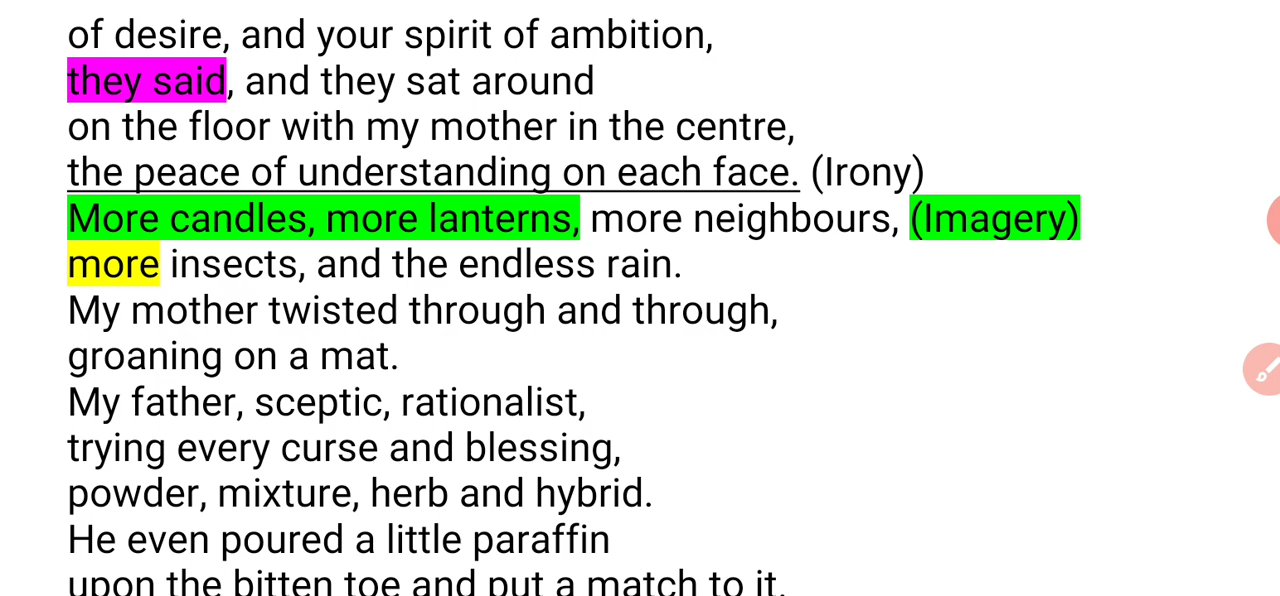 of desire, and your spirit of ambition,
they said, and they sat around
on the floor with my mother in the centre,
the peace of understanding on each face. (Irony)
More candles, more lanterns, more neighbours, (Imagery)
more insects, and the endless rain.
My mother twisted through and through,
groaning on a mat.
My father, sceptic, rationalist,
trying every curse and blessing,
powder, mixture, herb and hybrid.
He even poured a little paraffin
upon the bitten toe and put a match to it.